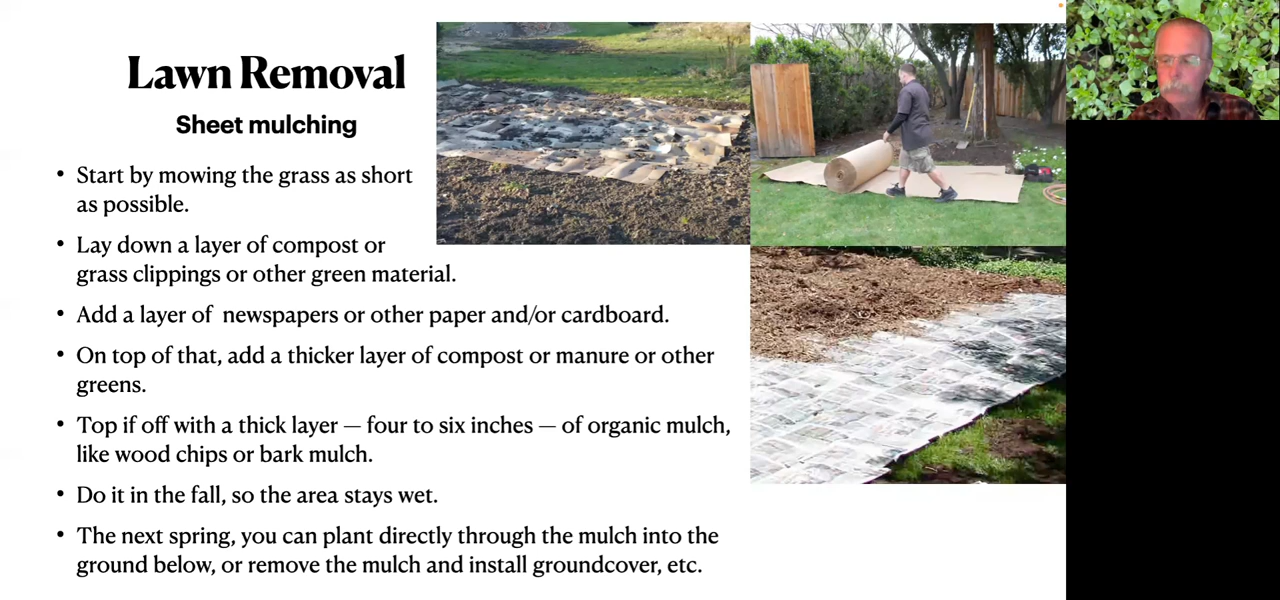 Lawn Removal
Sheet mulching
• Start by mowing the grass as short
as possible.
• Lay down a layer of compost or
grass clippings or other green material.
• Add a layer of  newspapers or other paper and/or cardboard.
• On top of that, add a thicker layer of compost or manure or other
greens.
• Top if off with a thick layer — four to six inches — of organic mulch,
like wood chips or bark mulch.
• Do it in the fall, so the area stays wet.
• The next spring, you can plant directly through the mulch into the
ground below, or remove the mulch and install groundcover, etc.